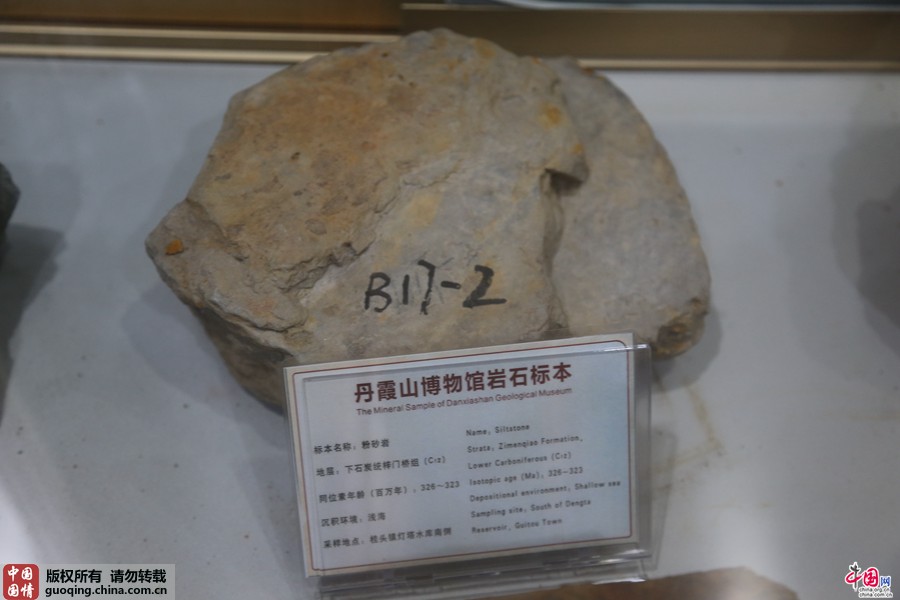 B17-2
丹霞山博物馆岩石标本
The Mineral Sample of Danxiashan Geological Museum
标本名称：粉砂岩
地层：下石炭统梓门桥组（C₁z）
同位素年龄（百万年）：326～323
沉积环境：浅海
采样地点：桂头镇灯塔水库南侧
Name: Siltstone
Strata: Zimenqiao Formation,
Lower Carboniferous (C₁z)
Isotopic age (Ma): 326-323
Depositional environment: Shallow sea
Sampling site: South of Dengta
Reservoir, Guitou Town
中国国情
版权所有 请勿转载
guoqing.china.com.cn
中国网
china.org.cn
china.com.cn